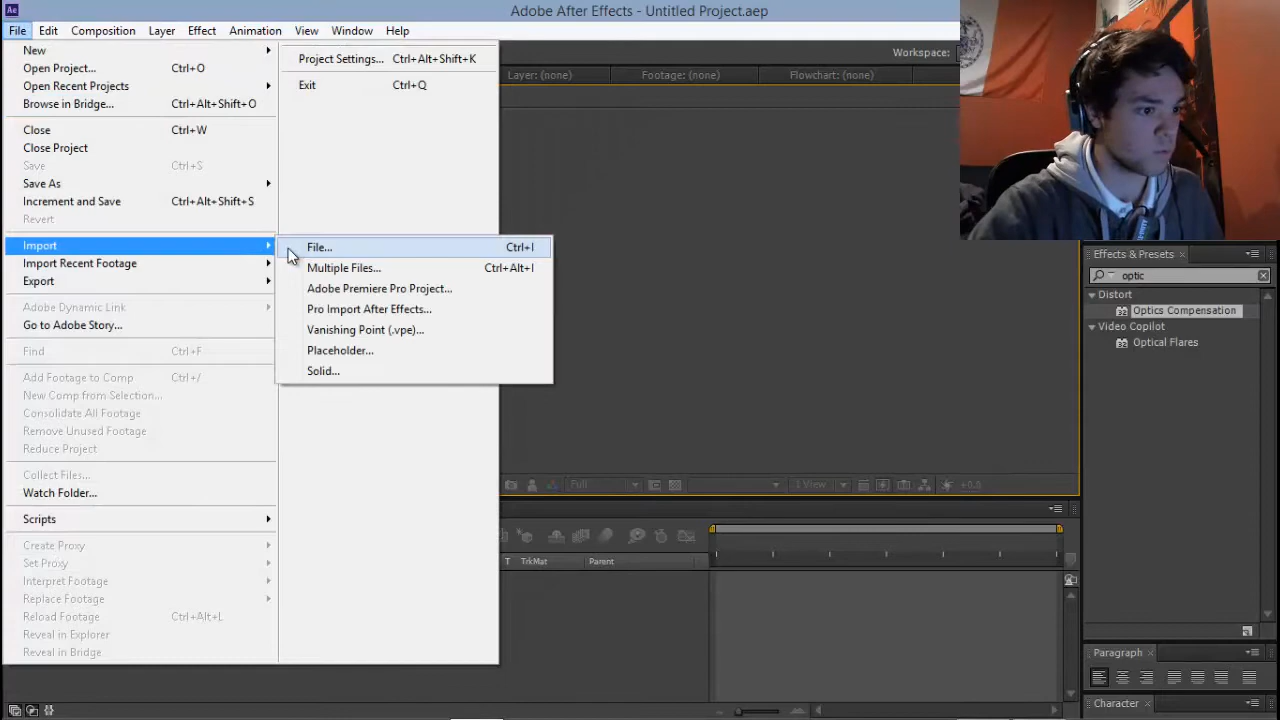 Ae
Adobe After Effects - Untitled Project.aep
File Edit Composition Layer Effect Animation View Window Help
New
Open Project... Ctrl+O
Open Recent Projects
Browse in Bridge... Ctrl+Alt+Shift+O
Close Ctrl+W
Close Project
Save Ctrl+S
Save As
Increment and Save Ctrl+Alt+Shift+S
Revert
Import
Import Recent Footage
Export
Adobe Dynamic Link
Go to Adobe Story...
Find Ctrl+F
Add Footage to Comp Ctrl+/
New Comp from Selection...
Consolidate All Footage
Remove Unused Footage
Reduce Project
Collect Files...
Watch Folder...
Scripts
Create Proxy
Set Proxy
Interpret Footage
Replace Footage
Reload Footage Ctrl+Alt+L
Reveal in Explorer
Reveal in Bridge
Project Settings... Ctrl+Alt+Shift+K
Exit Ctrl+Q
File... Ctrl+I
Multiple Files... Ctrl+Alt+I
Adobe Premiere Pro Project...
Pro Import After Effects...
Vanishing Point (.vpe)...
Placeholder...
Solid...
Workspace:
Layer: (none) Footage: (none) Flowchart: (none)
Full 1 View +0.0
T TrkMat Parent
Effects & Presets
optic
Distort
Optics Compensation
Video Copilot
Optical Flares
Paragraph
Character